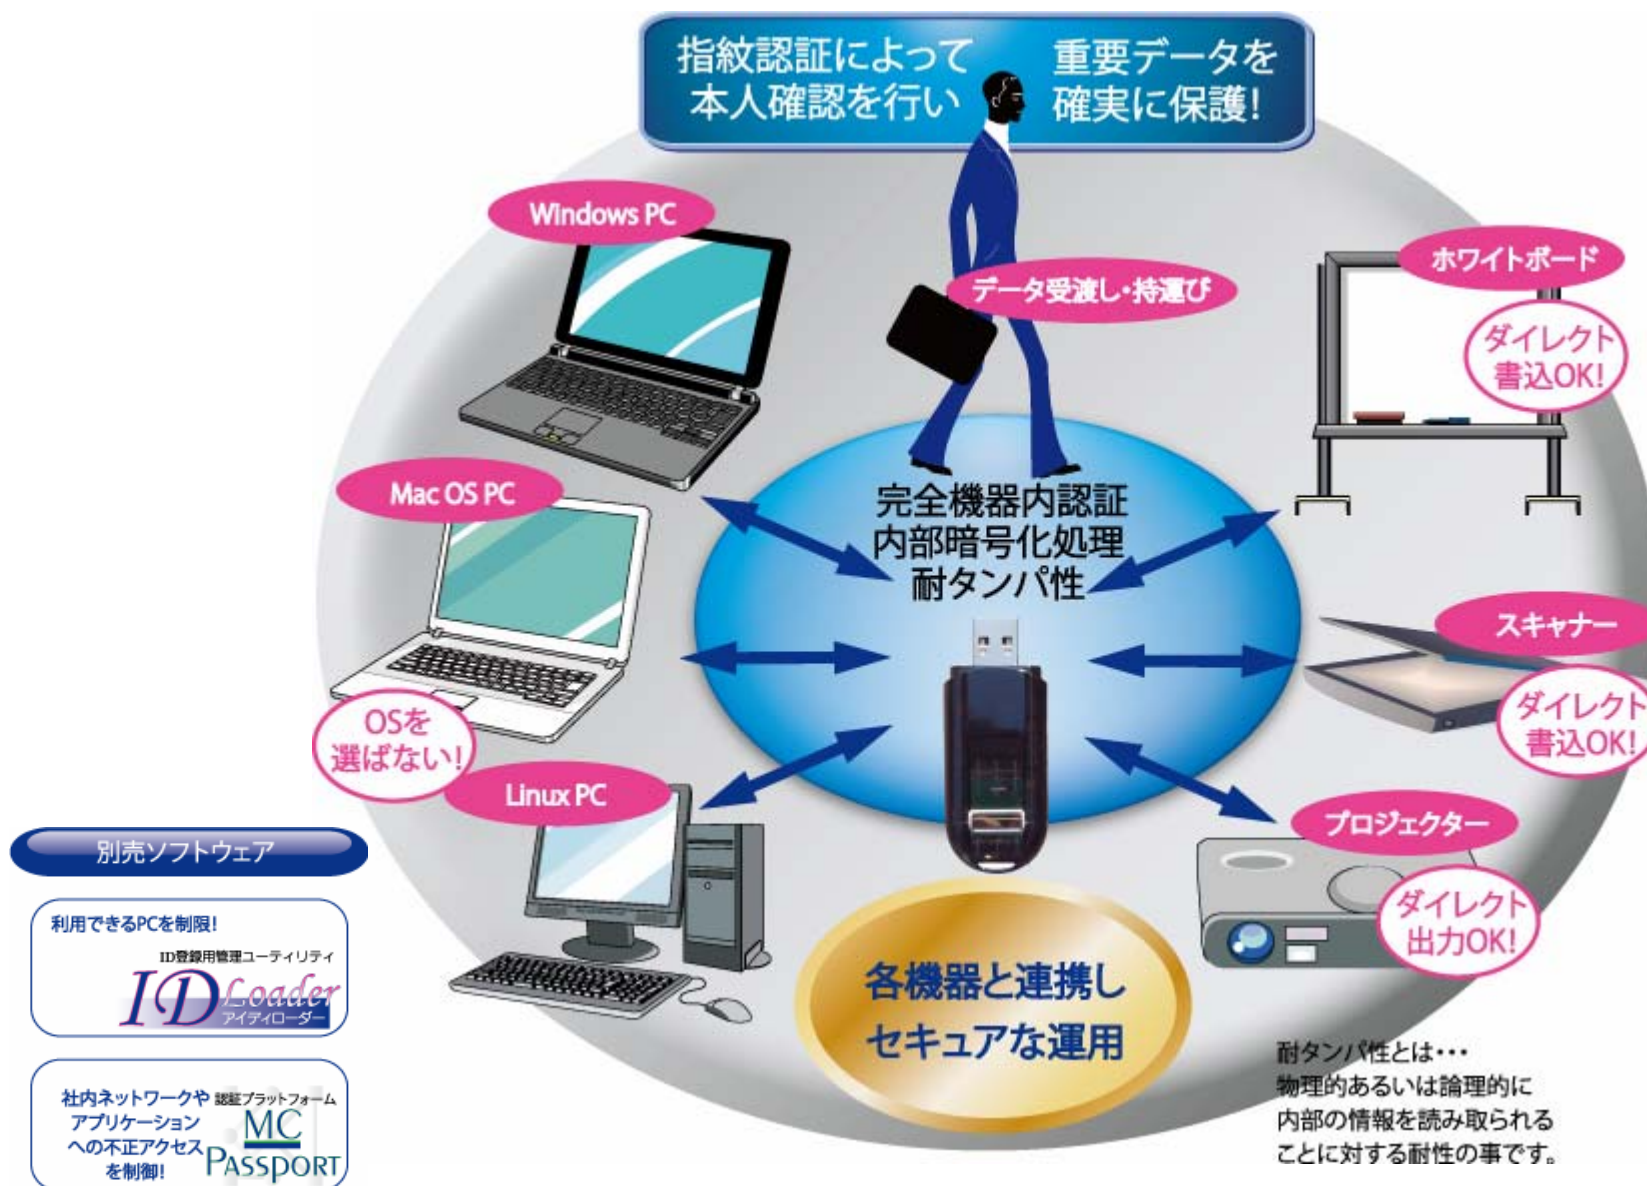 指紋認証によって
本人確認を行い
重要データを
確実に保護！
Windows PC
データ受渡し・持運び
ホワイトボード
ダイレクト
書込OK!
Mac OS PC
完全機器内認証
内部暗号化処理
耐タンパ性
スキャナー
ダイレクト
書込OK!
OSを
選ばない!
Linux PC
プロジェクター
ダイレクト
出力OK!
別売ソフトウェア
利用できるPCを制限!
ID登録用管理ユーティリティ
ID Loader
アイディローダー
各機器と連携し
セキュアな運用
社内ネットワークや
アプリケーション
への不正アクセス
を制御!
認証プラットフォーム
MC
PASSPORT
耐タンパ性とは・・・
物理的あるいは論理的に
内部の情報を読み取られる
ことに対する耐性の事です。